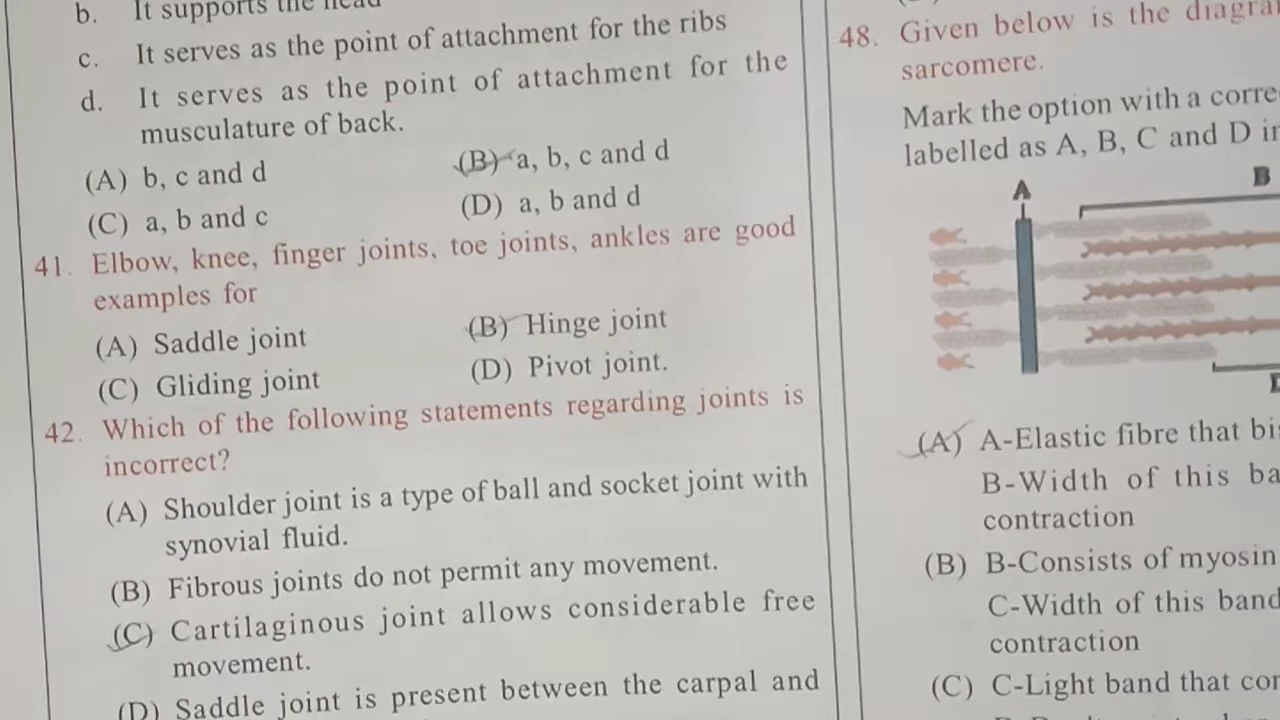 b. It supports the head
c. It serves as the point of attachment for the ribs
d. It serves as the point of attachment for the
musculature of back.
(A) b, c and d
(B) a, b, c and d
(C) a, b and c
(D) a, b and d
41. Elbow, knee, finger joints, toe joints, ankles are good
examples for
(A) Saddle joint
(B) Hinge joint
(C) Gliding joint
(D) Pivot joint.
42. Which of the following statements regarding joints is
incorrect?
(A) Shoulder joint is a type of ball and socket joint with
synovial fluid.
(B) Fibrous joints do not permit any movement.
(C) Cartilaginous joint allows considerable free
movement.
(D) Saddle joint is present between the carpal and
48. Given below is the
sarcomere.
Mark the option with a
labelled as A, B, C and D
A
B
(A) A-Elastic fibre that
B-Width of this
contraction
(B) B-Consists of myosin
C-Width of this band
contraction
(C) C-Light band that